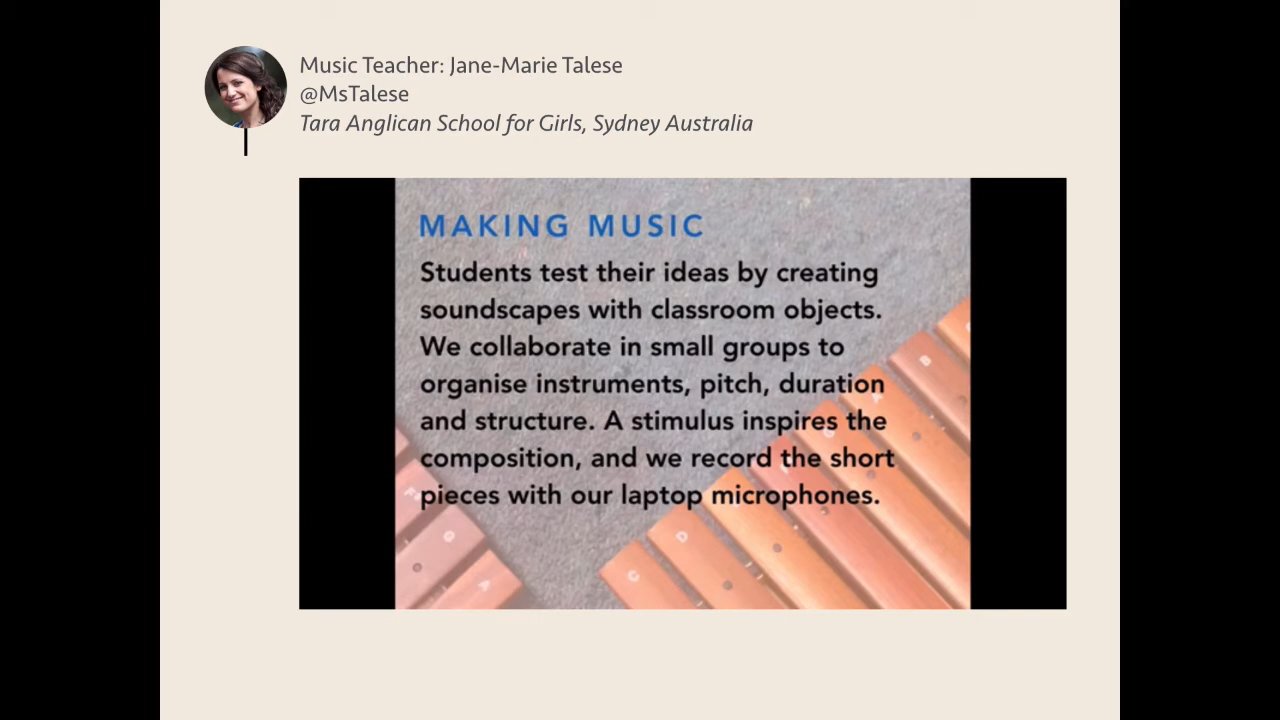 Music Teacher: Jane-Marie Talese
@MsTalese
Tara Anglican School for Girls, Sydney Australia
MAKING MUSIC
Students test their ideas by creating
soundscapes with classroom objects.
We collaborate in small groups to
organise instruments, pitch, duration
and structure. A stimulus inspires the
composition, and we record the short
pieces with our laptop microphones.
B
A
D
C
G
A